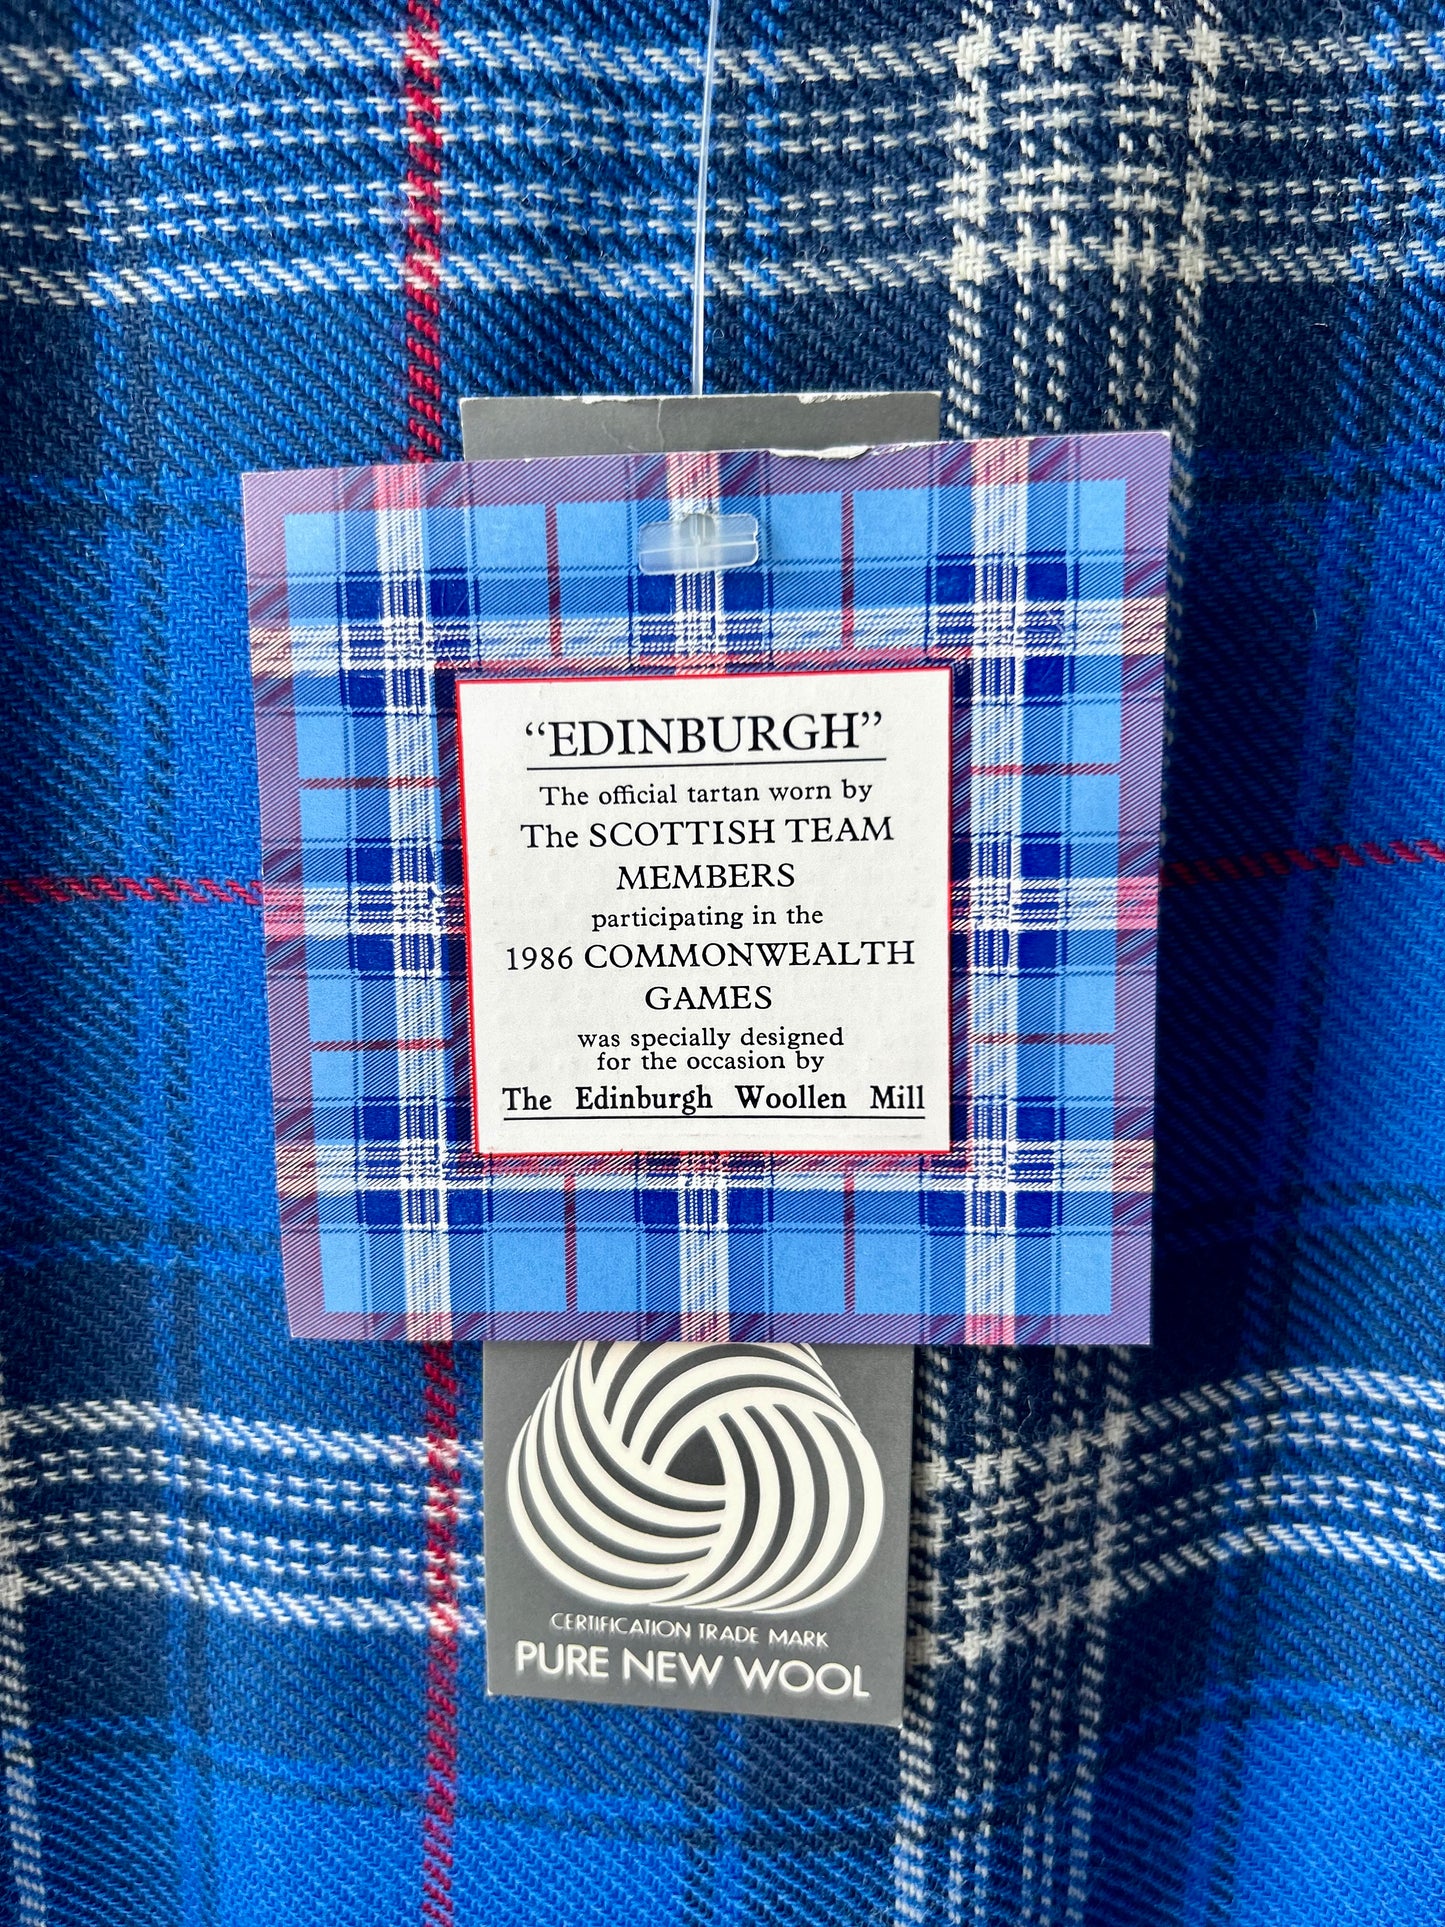 “EDINBURGH”
The official tartan worn by
The SCOTTISH TEAM
MEMBERS
participating in the
1986 COMMONWEALTH
GAMES
was specially designed
for the occasion by
The Edinburgh Woollen Mill
CERTIFICATION TRADE MARK
PURE NEW WOOL